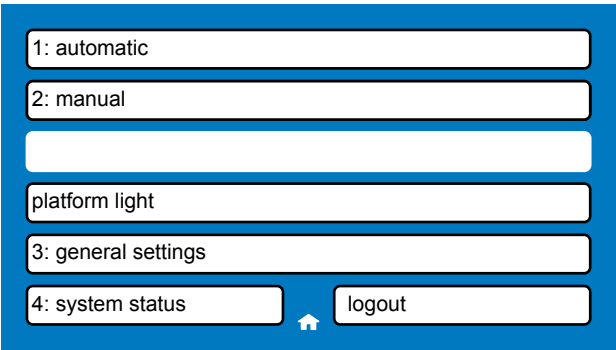 1: automatic
2: manual
platform light
3: general settings
4: system status
logout